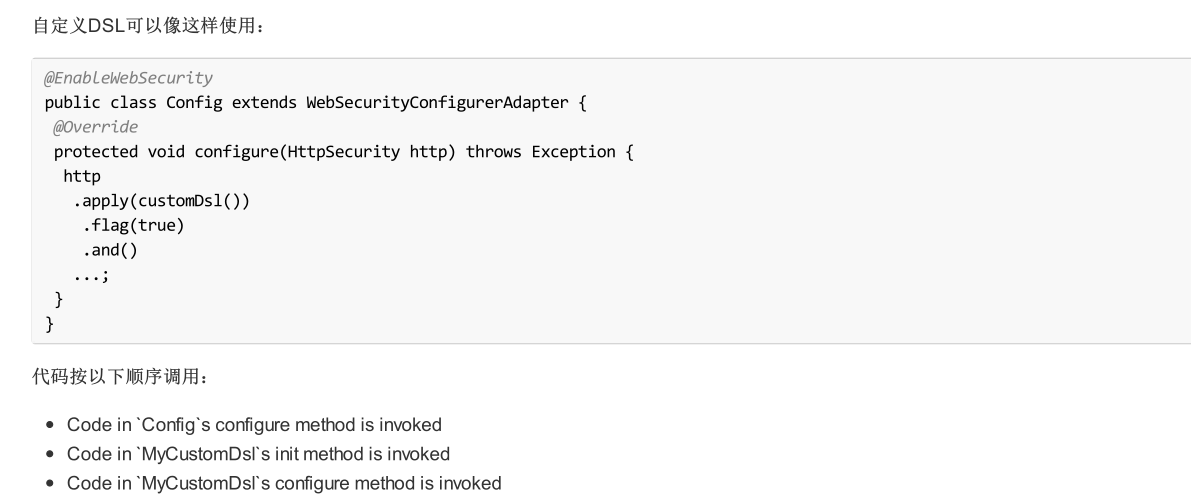 自定义DSL可以像这样使用：
@EnableWebSecurity
public class Config extends WebSecurityConfigurerAdapter {
 @Override
 protected void configure(HttpSecurity http) throws Exception {
  http
   .apply(customDsl())
    .flag(true)
    .and()
   ...;
 }
}
代码按以下顺序调用：
• Code in `Config`s configure method is invoked
• Code in `MyCustomDsl`s init method is invoked
• Code in `MyCustomDsl`s configure method is invoked